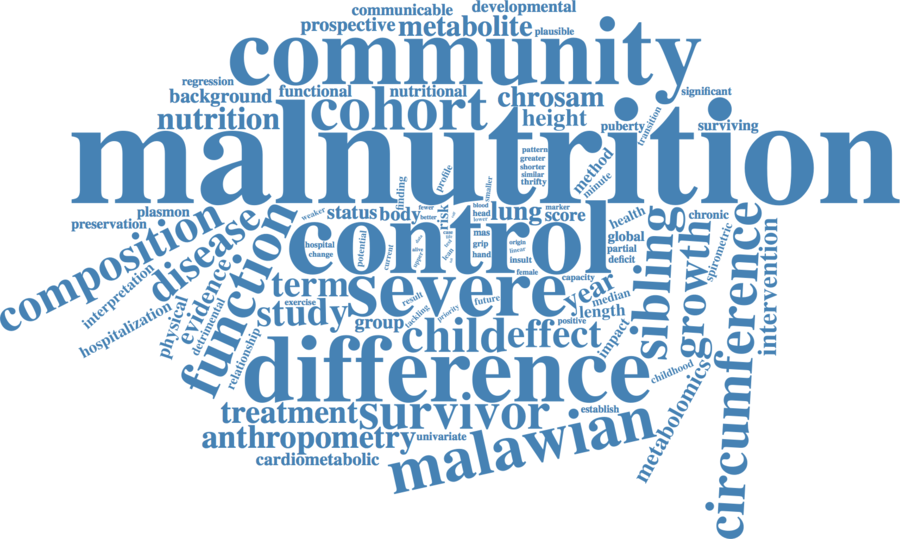 communicable
developmental
prospective
metabolite
plausible
community
regression
functional
nutritional
significant
background
cohort
chrosam
nutrition
height
puberty
transition
surviving
malnutrition
pattern
greater
shorter
similar
thrifty
method
minute
profile
finding
smaller
plasmon
preservation
weaker
status
body
fewer
better
risk
blood
head
lower
lung
marker
score
health
chronic
composition
disease
function
control
hospital
change
potential
current
mas
grip
hand
origin
linear
insult
female
global
partial
deficit
sibling
growth
spirometric
circumference
intervention
interpretation
evidence
hospitalization
physical
detrimental
relationship
term
exercise
severe
capacity
year
median
length
study
group
result
tackling
priority
future
positive
impact
child
effect
difference
childhood
metabolomics
treatment
survivor
establish
anthropometry
univariate
malawian
cardiometabolic
lean